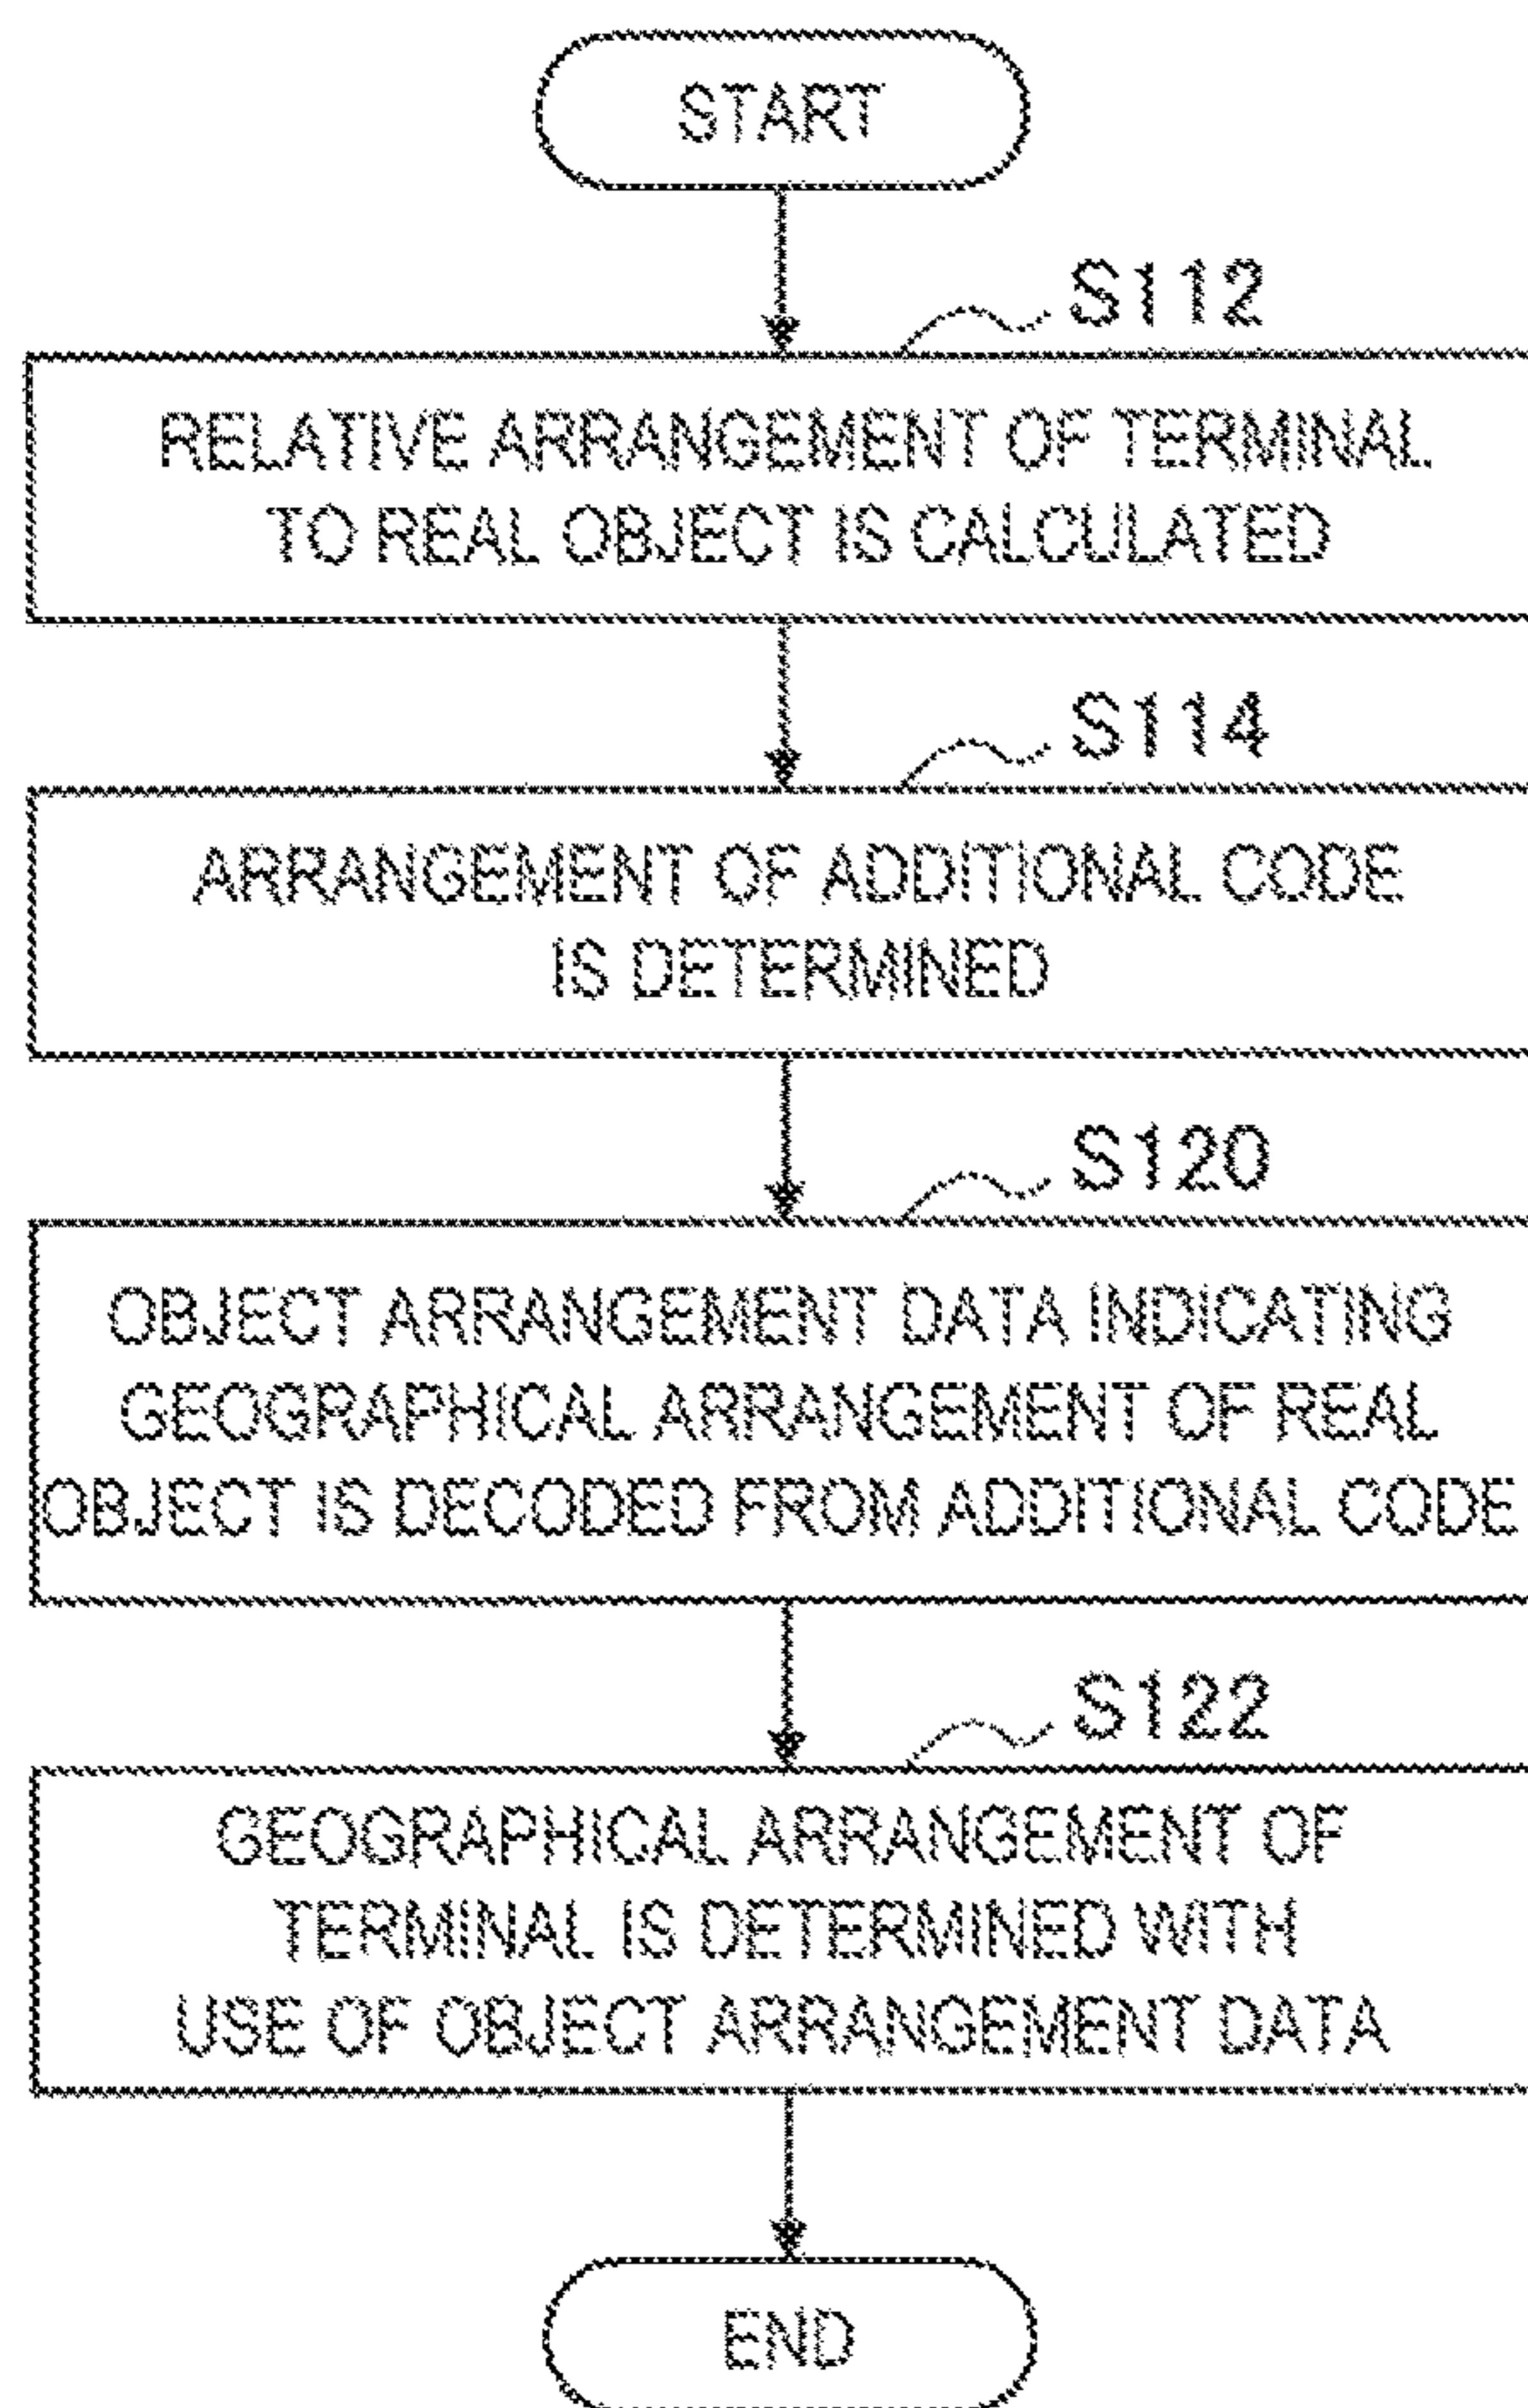 START
S112
RELATIVE ARRANGEMENT OF TERMINAL
TO REAL OBJECT IS CALCULATED
S114
ARRANGEMENT OF ADDITIONAL CODE
IS DETERMINED
S120
OBJECT ARRANGEMENT DATA INDICATING
GEOGRAPHICAL ARRANGEMENT OF REAL
OBJECT IS DECODED FROM ADDITIONAL CODE
S122
GEOGRAPHICAL ARRANGEMENT OF
TERMINAL IS DETERMINED WITH
USE OF OBJECT ARRANGEMENT DATA
END